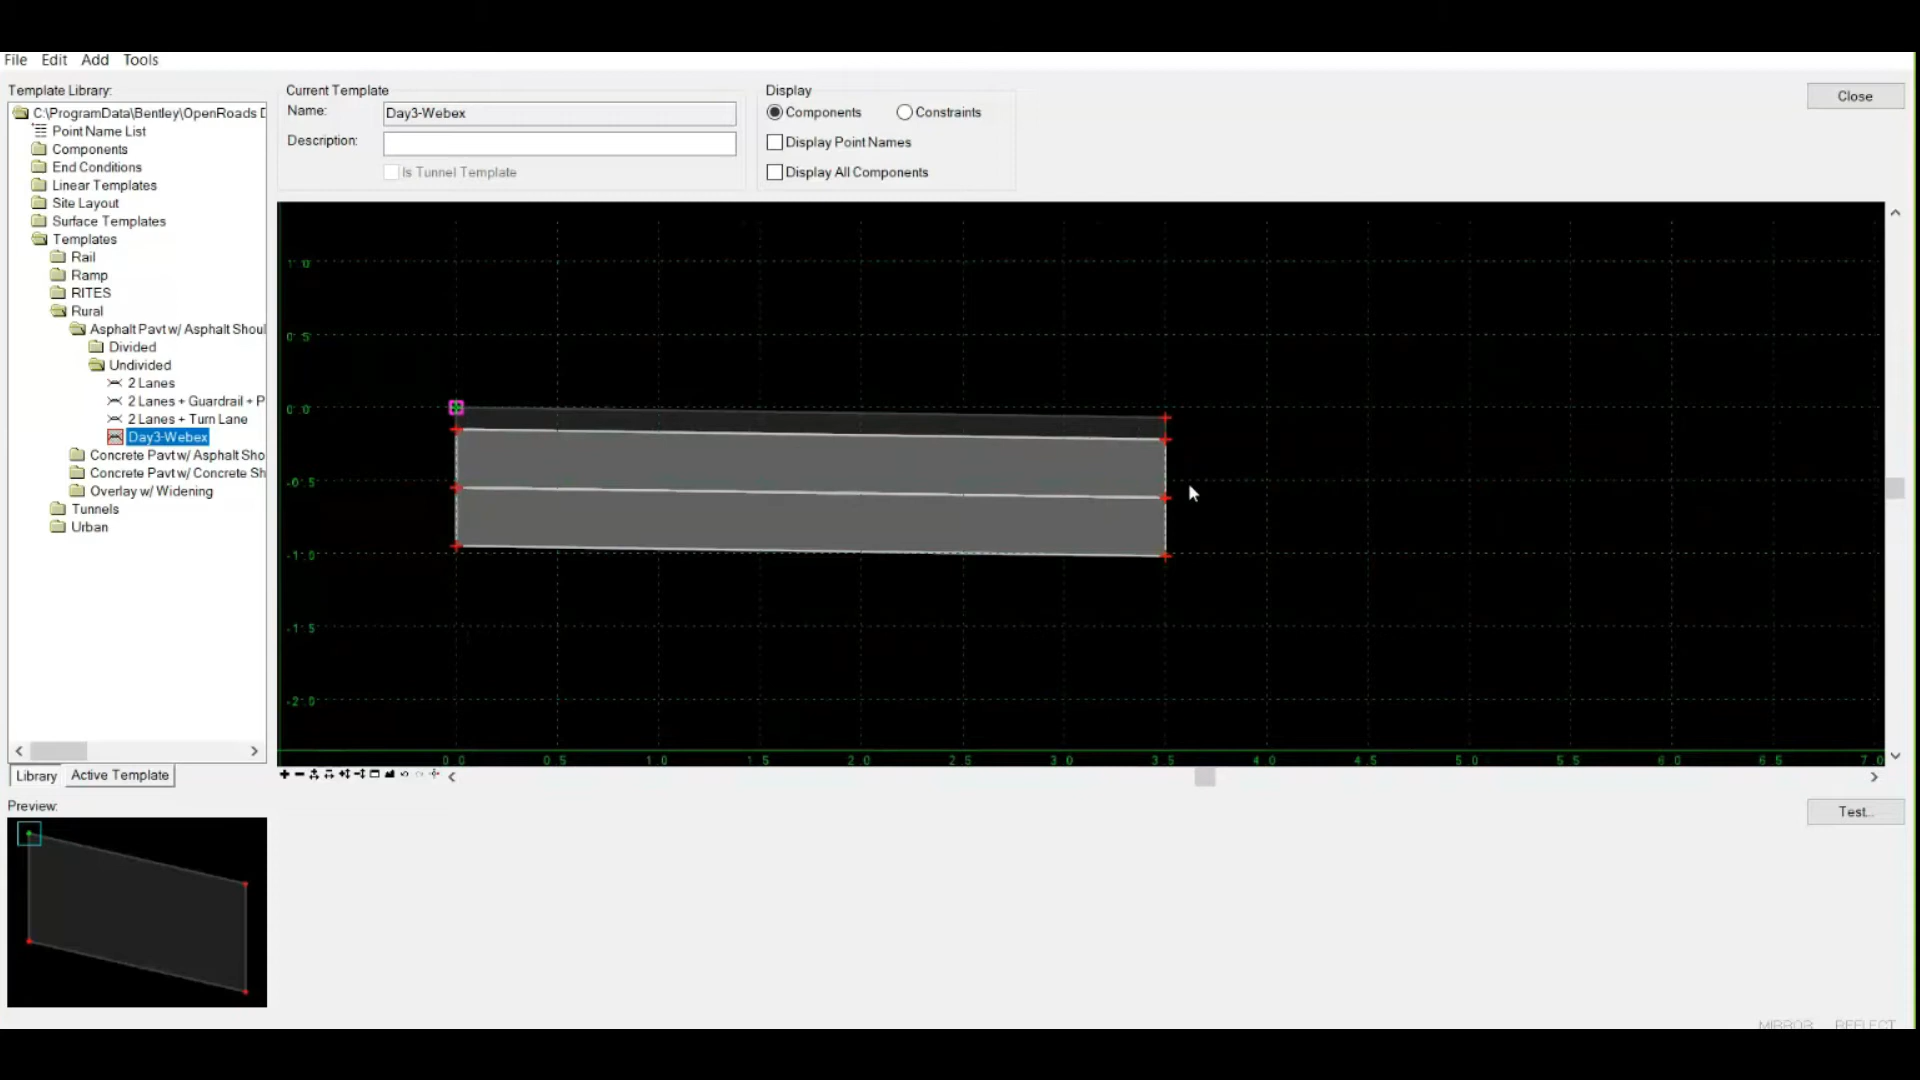 File Edit Add Tools
Template Library:
C:\ProgramData\Bentley\OpenRoads D
Point Name List
Components
End Conditions
Linear Templates
Site Layout
Surface Templates
Templates
Rail
Ramp
RITES
Rural
Asphalt Pavt w/ Asphalt Shoul
Divided
Undivided
2 Lanes
2 Lanes + Guardrail + P
2 Lanes + Turn Lane
Day3-Webex
Concrete Pavt w/ Asphalt Sho
Concrete Pavt w/ Concrete Sh
Overlay w/ Widening
Tunnels
Urban
Library Active Template
Preview:
Current Template
Name: Day3-Webex
Description:
Is Tunnel Template
Display
Components Constraints
Display Point Names
Display All Components
Close
1.0
0.5
0.0
-0.5
-1.0
-1.5
-2.0
0.0 0.5 1.0 1.5 2.0 2.5 3.0 3.5 4.0 4.5 5.0 5.5 6.0 6.5 7.0
Test...
MIRROR REFLECT